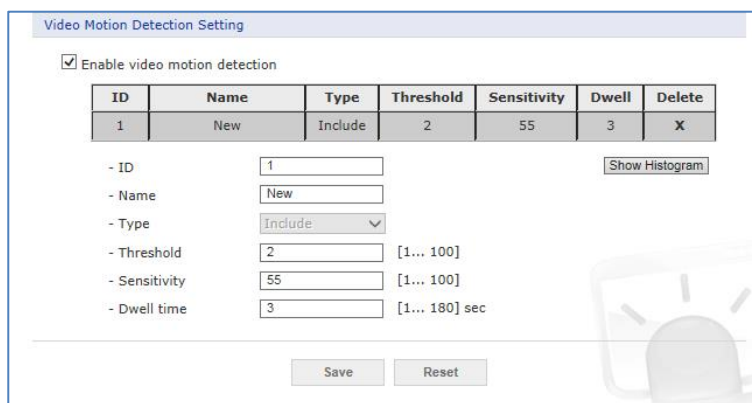 Video Motion Detection Setting
Enable video motion detection
ID Name Type Threshold Sensitivity Dwell Delete
1 New Include 2 55 3 X
- ID 1 Show Histogram
- Name New
- Type Include
- Threshold 2 [1... 100]
- Sensitivity 55 [1... 100]
- Dwell time 3 [1... 180] sec
Save Reset